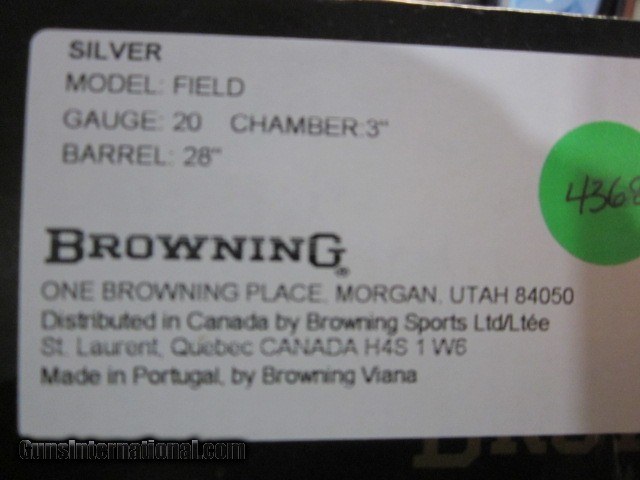 SILVER
MODEL: FIELD
GAUGE: 20 CHAMBER:3"
BARREL: 28"
4368
BROWNING®
ONE BROWNING PLACE, MORGAN, UTAH 84050
Distributed in Canada by Browning Sports Ltd/Ltée
St. Laurent, Quebec CANADA H4S 1 W6
Made in Portugal, by Browning Viana
GunsInternational.com